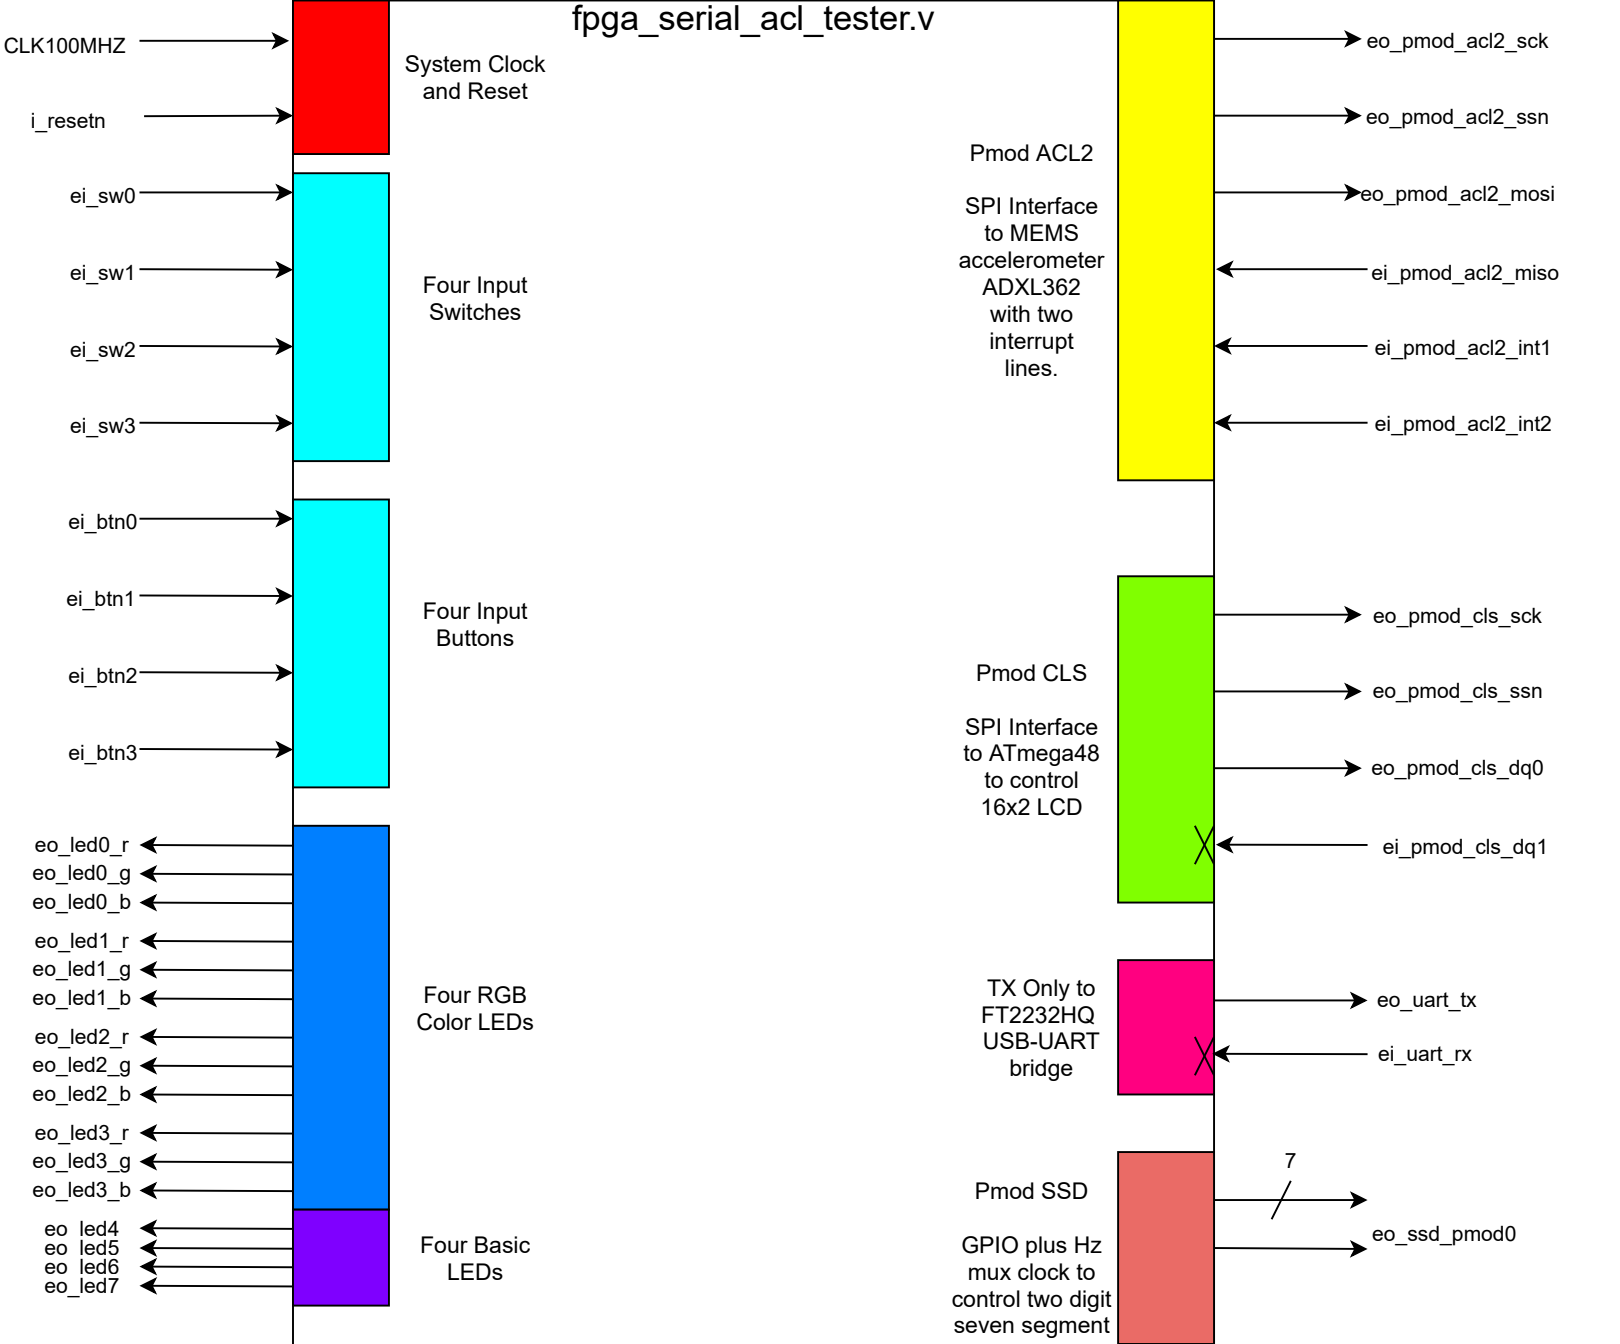 fpga_serial_acl_tester.v
CLK100MHZ
i_resetn
System Clock
and Reset
ei_sw0
ei_sw1
ei_sw2
ei_sw3
Four Input
Switches
ei_btn0
ei_btn1
ei_btn2
ei_btn3
Four Input
Buttons
eo_led0_r
eo_led0_g
eo_led0_b
eo_led1_r
eo_led1_g
eo_led1_b
eo_led2_r
eo_led2_g
eo_led2_b
eo_led3_r
eo_led3_g
eo_led3_b
Four RGB
Color LEDs
eo_led4
eo_led5
eo_led6
eo_led7
Four Basic
LEDs
Pmod ACL2
SPI Interface
to MEMS
accelerometer
ADXL362
with two
interrupt
lines.
eo_pmod_acl2_sck
eo_pmod_acl2_ssn
eo_pmod_acl2_mosi
ei_pmod_acl2_miso
ei_pmod_acl2_int1
ei_pmod_acl2_int2
Pmod CLS
SPI Interface
to ATmega48
to control
16x2 LCD
eo_pmod_cls_sck
eo_pmod_cls_ssn
eo_pmod_cls_dq0
ei_pmod_cls_dq1
TX Only to
FT2232HQ
USB-UART
bridge
eo_uart_tx
ei_uart_rx
Pmod SSD
GPIO plus Hz
mux clock to
control two digit
seven segment
7
eo_ssd_pmod0